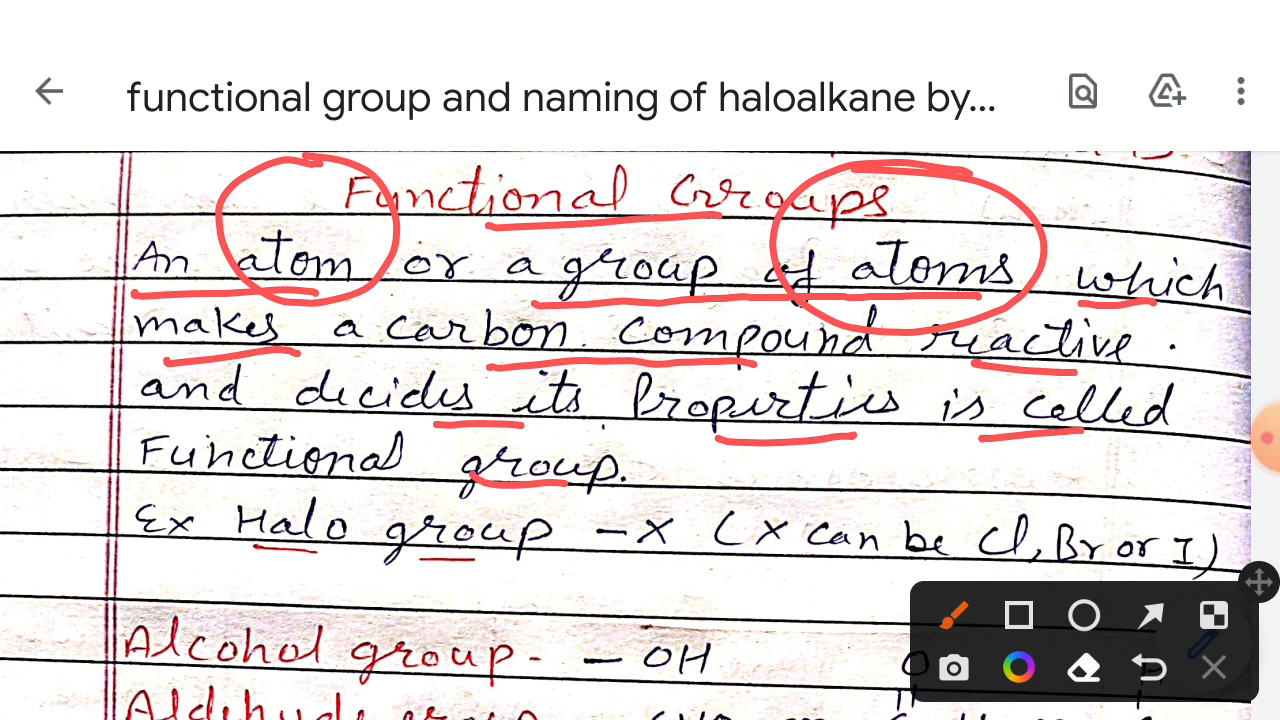 functional group and naming of haloalkane by...
Functional Groups
An atom or a group of atoms which
makes a carbon compound reactive.
and decides its Properties is called
Functional group.
Ex Halo group -X (X can be Cl, Br or I)
Alcohol group - -OH
Aldehyde group